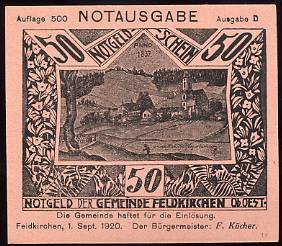 Auflage 500 NOTAUSGABE Ausgabe D
50 NOTGELD SCHEIN 50
ANNO
1837
50
NOTGELD DER GEMEINDE FELDKIRCHEN OB.OEST.
Die Gemeinde haftet für die Einlösung.
Feldkirchen, 1. Sept. 1920. Der Bürgermeister: F. Kücher.